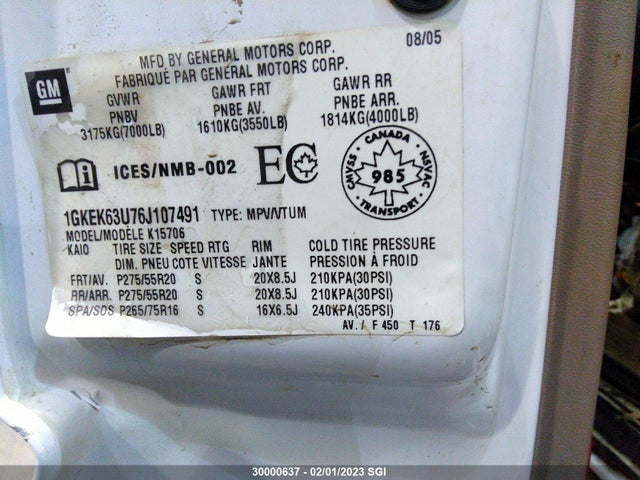 MFD BY GENERAL MOTORS CORP. 08/05
FABRIQUÉ PAR GENÉRAL MOTORS CORP.
GM
GVWR GAWR FRT GAWR RR
PNBV PNBE AV. PNBE ARR.
3175KG(7000LB) 1610KG(3550LB) 1814KG(4000LB)
ICES/NMB-002 EC
CANADA
CMVSS 985 NSVAC
TRANSPORT
1GKEK63U76J107491 TYPE: MPV/VTUM
MODEL/MODÈLE K15706
KAIO TIRE SIZE SPEED RTG RIM COLD TIRE PRESSURE
DIM. PNEU COTE VITESSE JANTE PRESSION À FROID
FRT/AV. P275/55R20 S 20X8.5J 210KPA(30PSI)
RR/ARR. P275/55R20 S 20X8.5J 210KPA(30PSI)
SPA/SOS P265/75R16 S 16X6.5J 240KPA(35PSI)
AV. / F 450 T 176
30000637 - 02/01/2023 SGI